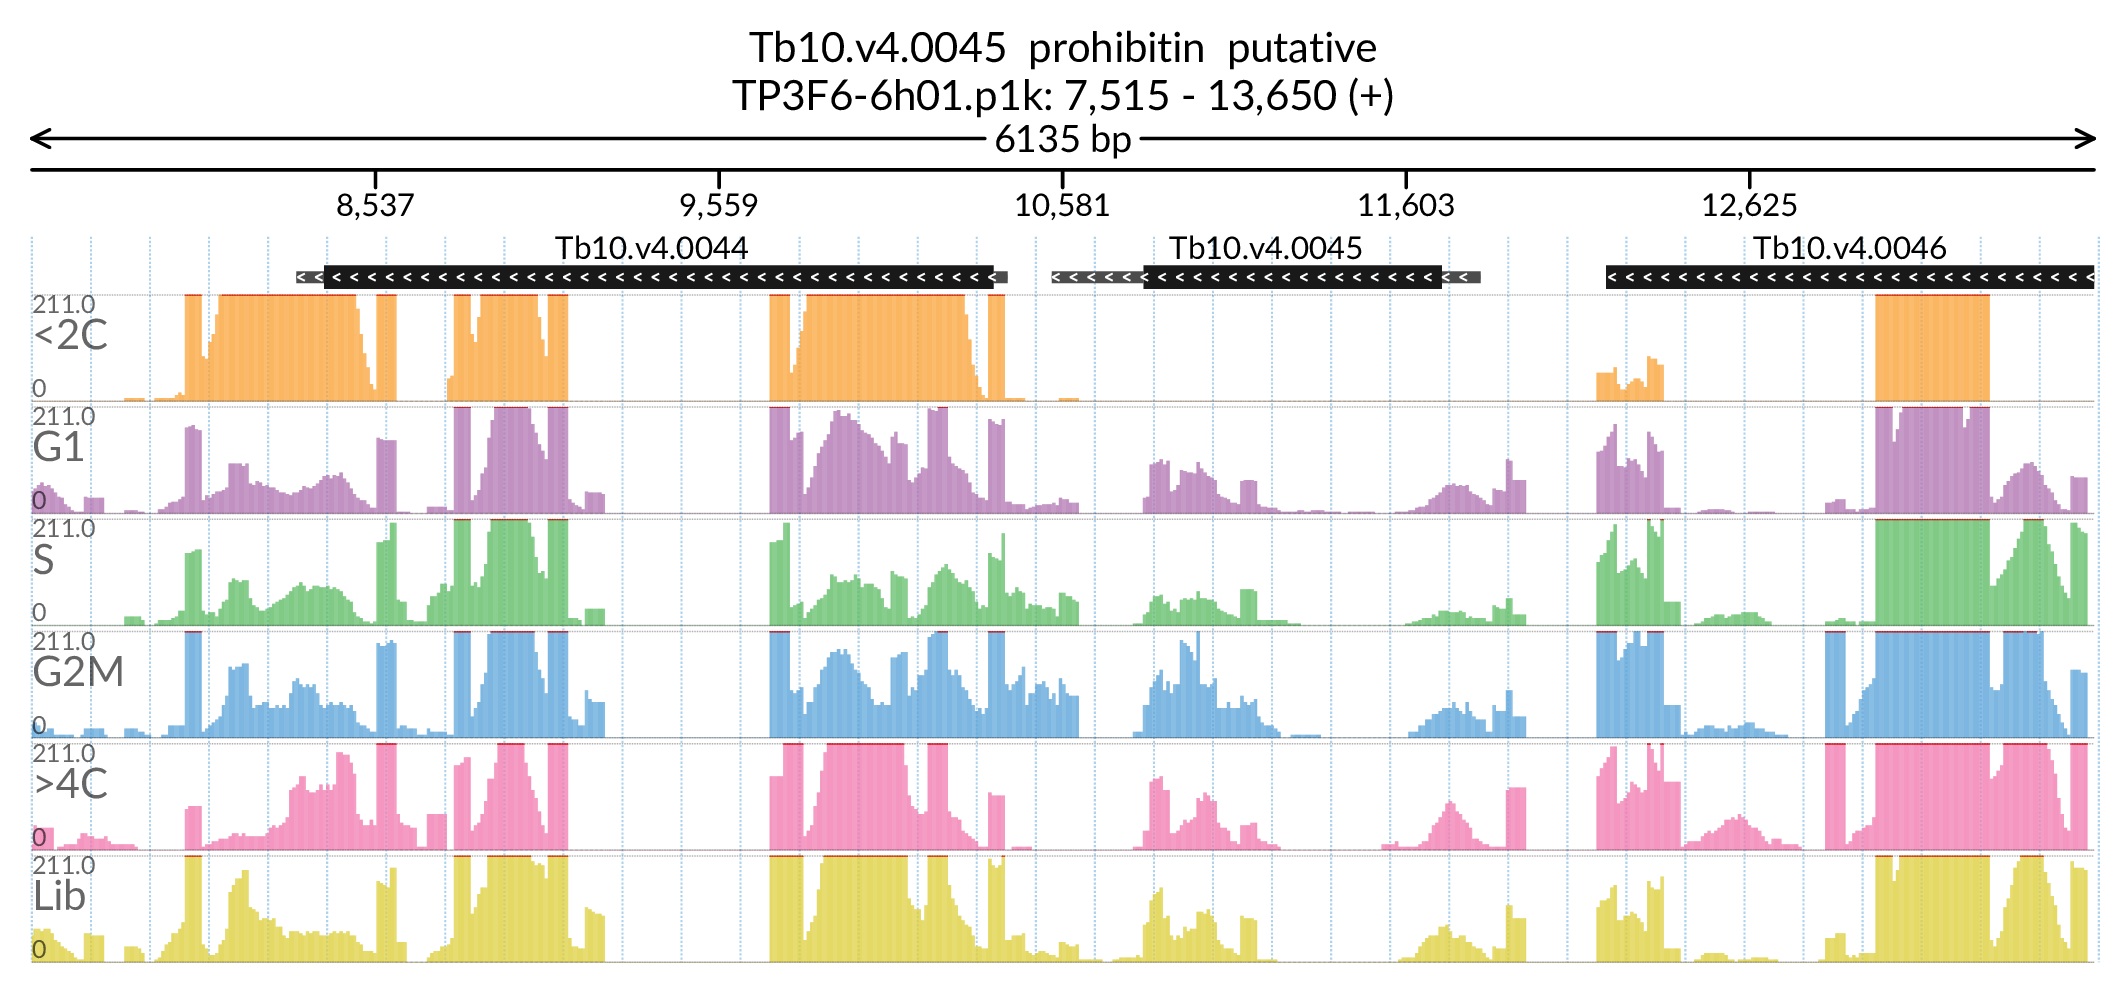 Tb10.v4.0045 prohibitin putative
TP3F6-6h01.p1k: 7,515 - 13,650 (+)
6135 bp
8,537 9,559 10,581 11,603 12,625
Tb10.v4.0044 Tb10.v4.0045 Tb10.v4.0046
211.0
<2C
0
211.0
G1
0
211.0
S
0
211.0
G2M
0
211.0
>4C
0
211.0
Lib
0